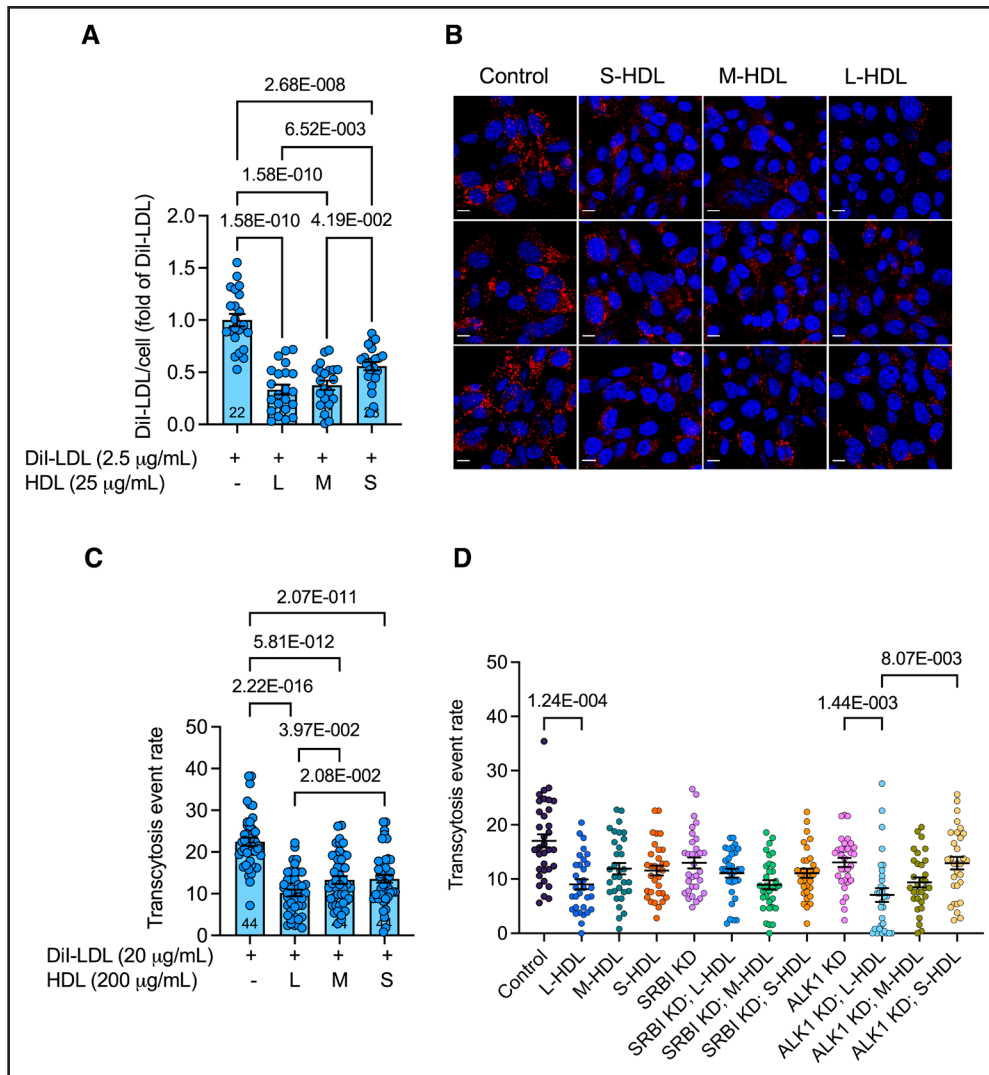 A
2.68E-008
6.52E-003
1.58E-010
1.58E-010
4.19E-002
2.0
1.5
1.0
0.5
0.0
DiI-LDL/cell (fold of DiI-LDL)
22
DiI-LDL (2.5 µg/mL) + + + +
HDL (25 µg/mL) - L M S
B
Control S-HDL M-HDL L-HDL
C
2.07E-011
5.81E-012
2.22E-016
3.97E-002
2.08E-002
50
40
30
20
10
0
Transcytosis event rate
44
DiI-LDL (20 µg/mL) + + + +
HDL (200 µg/mL) - L M S
D
8.07E-003
1.24E-004
1.44E-003
50
40
30
20
10
0
Transcytosis event rate
Control
L-HDL
M-HDL
S-HDL
SRBI KD
SRBI KD; L-HDL
SRBI KD; M-HDL
SRBI KD; S-HDL
ALK1 KD
ALK1 KD; L-HDL
ALK1 KD; M-HDL
ALK1 KD; S-HDL